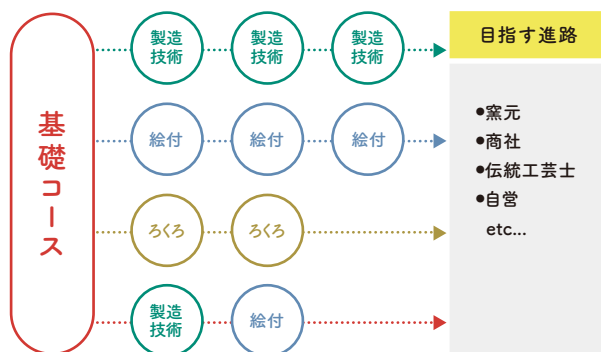 基礎コース
製造
技術
製造
技術
製造
技術
絵付
絵付
絵付
ろくろ
ろくろ
製造
技術
絵付
目指す進路
●窯元
●商社
●伝統工芸士
●自営
etc...